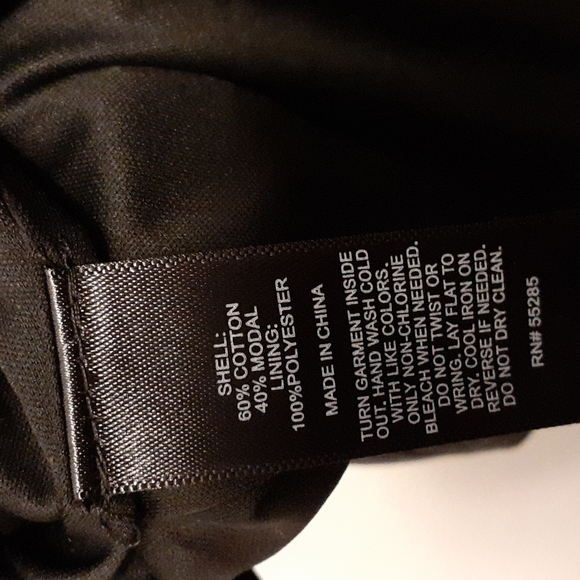 SHELL:
60% COTTON
40% MODAL
LINING:
100%POLYESTER
MADE IN CHINA
TURN GARMENT INSIDE
OUT. HAND WASH COLD
WITH LIKE COLORS.
ONLY NON-CHLORINE
BLEACH WHEN NEEDED.
DO NOT TWIST OR
WRING. LAY FLAT TO
DRY. COOL IRON ON
REVERSE IF NEEDED.
DO NOT DRY CLEAN.
RN# 55285